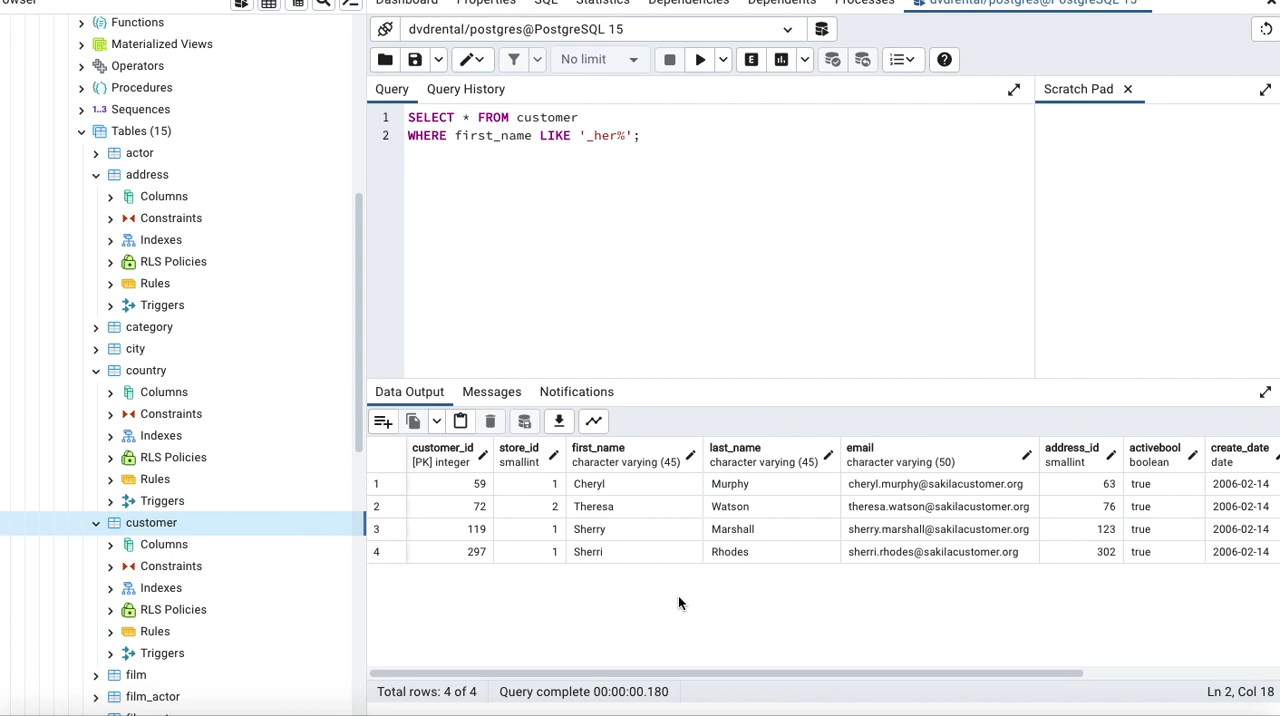 Dashboard Properties SQL Statistics Dependencies Dependents Processes dvdrental/postgres@PostgreSQL 15
Functions
Materialized Views
Operators
Procedures
1..3 Sequences
Tables (15)
actor
address
Columns
Constraints
Indexes
RLS Policies
Rules
Triggers
category
city
country
Columns
Constraints
Indexes
RLS Policies
Rules
Triggers
customer
Columns
Constraints
Indexes
RLS Policies
Rules
Triggers
film
film_actor
dvdrental/postgres@PostgreSQL 15
No limit
E
Query Query History
Scratch Pad
1 SELECT * FROM customer
2 WHERE first_name LIKE '_her%';
Data Output Messages Notifications
customer_id store_id first_name last_name email address_id activebool create_date
[PK] integer smallint character varying (45) character varying (45) character varying (50) smallint boolean date
1 59 1 Cheryl Murphy cheryl.murphy@sakilacustomer.org 63 true 2006-02-14
2 72 2 Theresa Watson theresa.watson@sakilacustomer.org 76 true 2006-02-14
3 119 1 Sherry Marshall sherry.marshall@sakilacustomer.org 123 true 2006-02-14
4 297 1 Sherri Rhodes sherri.rhodes@sakilacustomer.org 302 true 2006-02-14
Total rows: 4 of 4 Query complete 00:00:00.180 Ln 2, Col 18